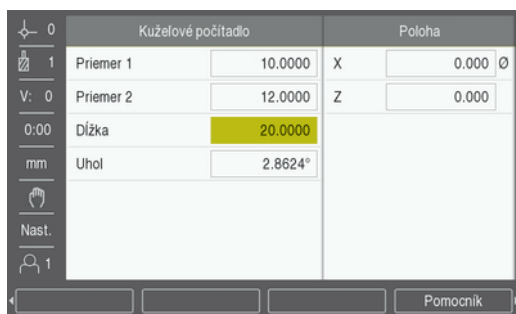 0
Kužeľové počítadlo
Poloha
1
Priemer 1 10.0000
X 0.000 Ø
V: 0
Priemer 2 12.0000
Z 0.000
0:00
Dĺžka 20.0000
mm
Uhol 2.8624°
Nast.
1
Pomocník